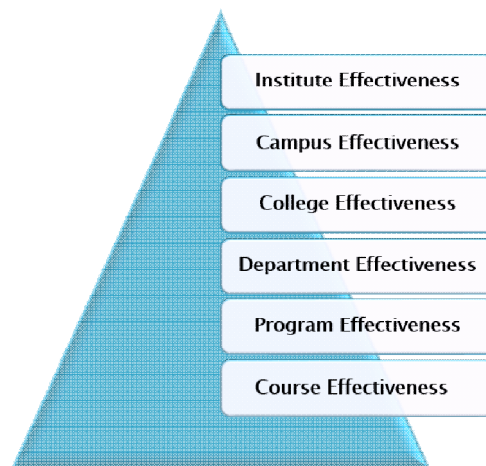 Institute Effectiveness
Campus Effectiveness
College Effectiveness
Department Effectiveness
Program Effectiveness
Course Effectiveness